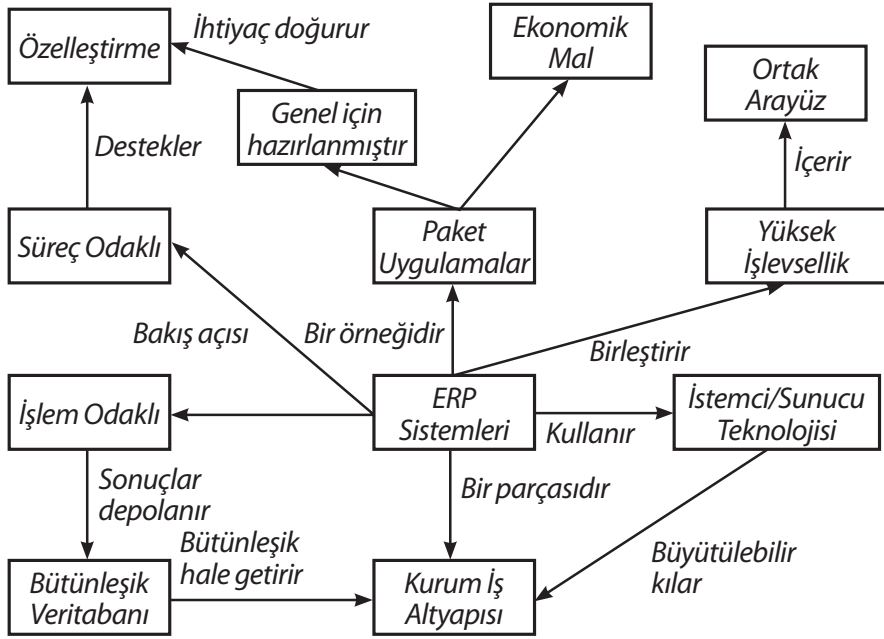 Özelleştirme
İhtiyaç doğurur
Ekonomik
Mal
Ortak
Arayüz
Genel için
hazırlanmıştır
Destekler
İçerir
Süreç Odaklı
Paket
Uygulamalar
Yüksek
İşlevsellik
Bakış açısı
Bir örneğidir
Birleştirir
İşlem Odaklı
ERP
Sistemleri
Kullanır
İstemci/Sunucu
Teknolojisi
Sonuçlar
depolanır
Bir parçasıdır
Bütünleşik
hale getirir
Büyütülebilir
kılar
Bütünleşik
Veritabanı
Kurum İş
Altyapısı